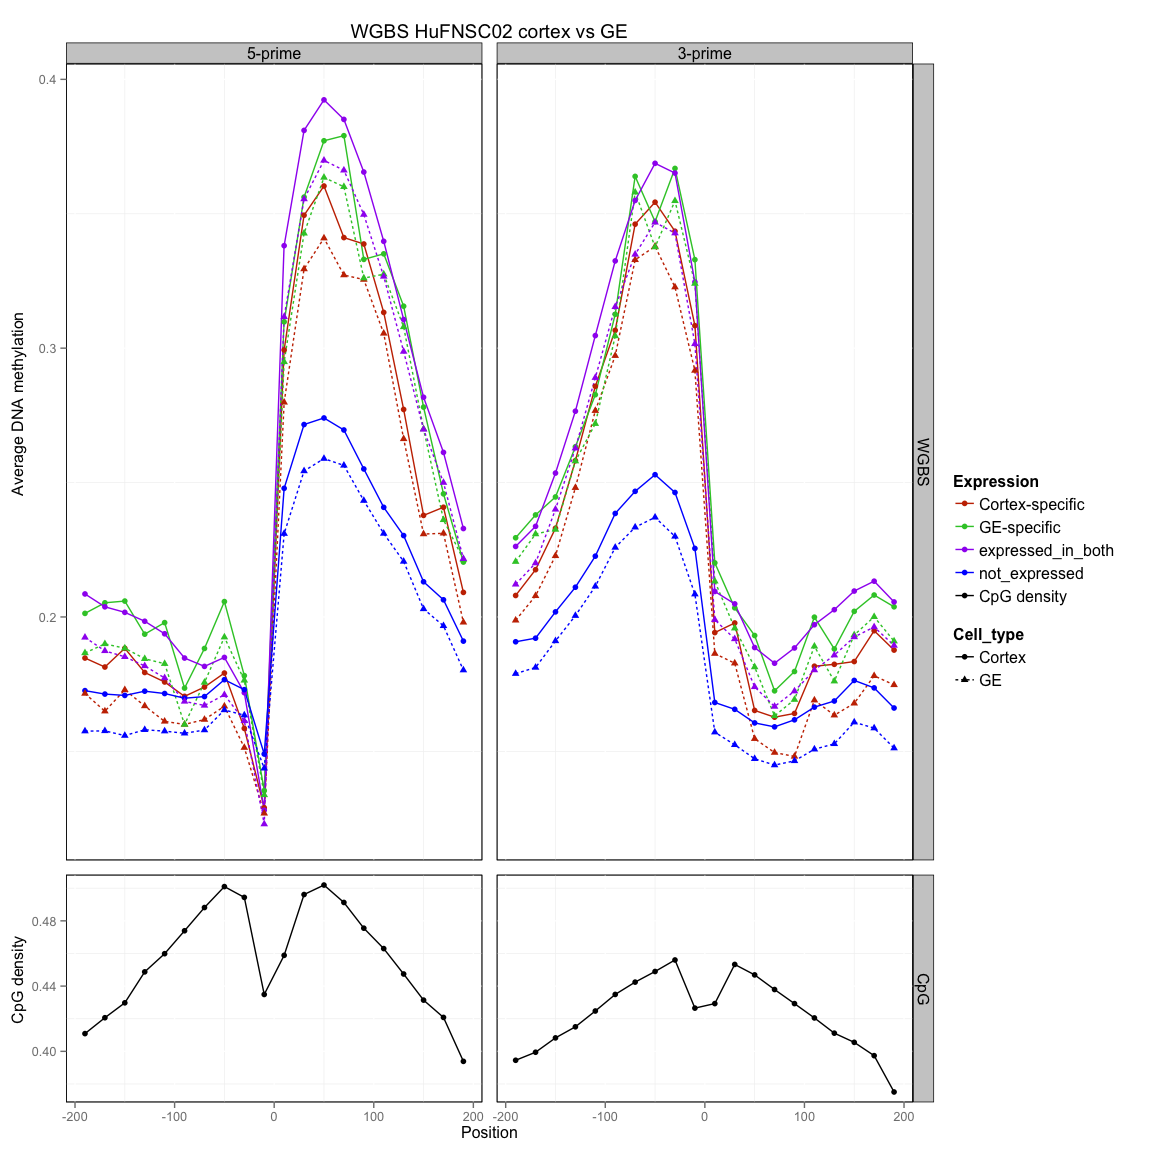 WGBS HuFNSC02 cortex vs GE
5-prime
3-prime
0.4
0.3
0.2
Average DNA methylation
WGBS
Expression
Cortex-specific
GE-specific
expressed_in_both
not_expressed
CpG density
Cell_type
Cortex
GE
0.48
0.44
0.40
CpG density
CpG
-200 -100 0 100 200
-200 -100 0 100 200
Position